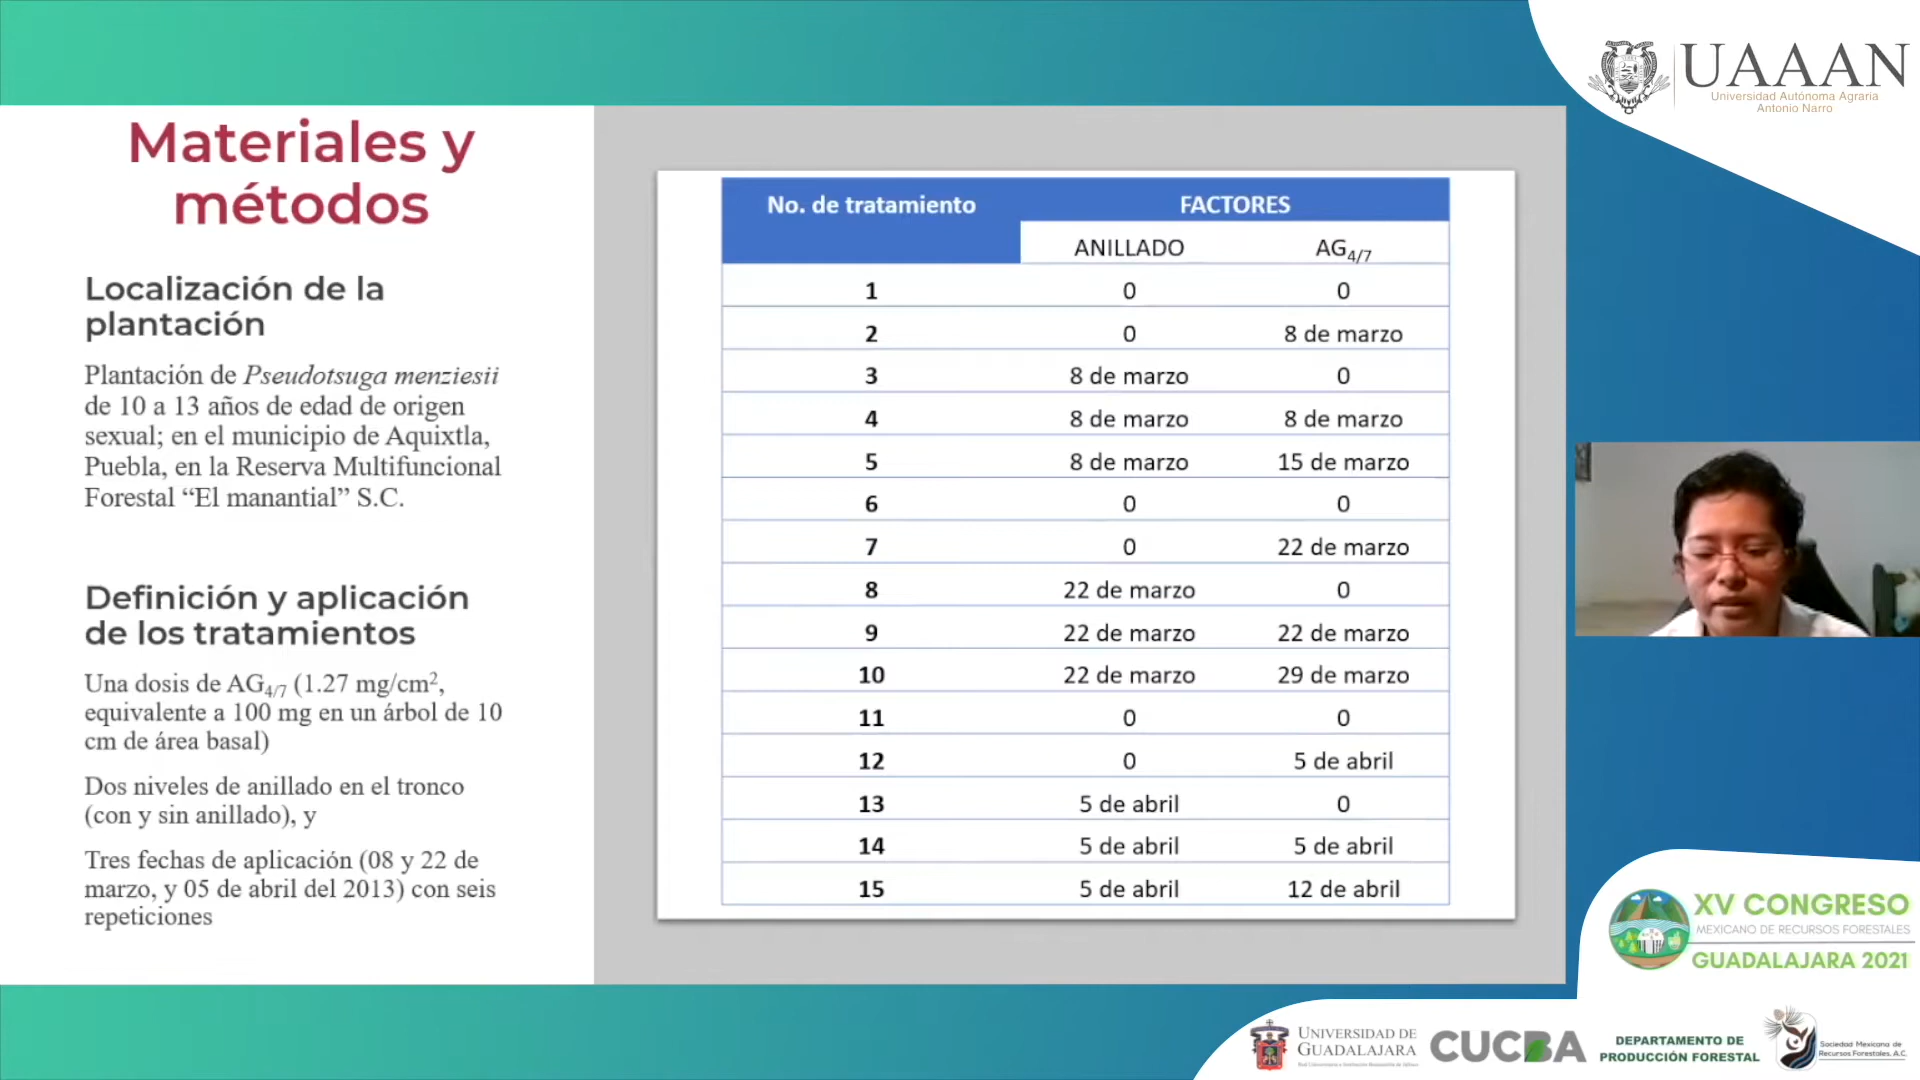 UAAAN
Universidad Autónoma Agraria
Antonio Narro
Materiales y
métodos
Localización de la
plantación
Plantación de Pseudotsuga menziesii
de 10 a 13 años de edad de origen
sexual; en el municipio de Aquixtla,
Puebla, en la Reserva Multifuncional
Forestal “El manantial” S.C.
Definición y aplicación
de los tratamientos
Una dosis de AG4/7 (1.27 mg/cm²,
equivalente a 100 mg en un árbol de 10
cm de área basal)
Dos niveles de anillado en el tronco
(con y sin anillado), y
Tres fechas de aplicación (08 y 22 de
marzo, y 05 de abril del 2013) con seis
repeticiones
No. de tratamiento FACTORES
ANILLADO AG4/7
1 0 0
2 0 8 de marzo
3 8 de marzo 0
4 8 de marzo 8 de marzo
5 8 de marzo 15 de marzo
6 0 0
7 0 22 de marzo
8 22 de marzo 0
9 22 de marzo 22 de marzo
10 22 de marzo 29 de marzo
11 0 0
12 0 5 de abril
13 5 de abril 0
14 5 de abril 5 de abril
15 5 de abril 12 de abril
XV CONGRESO
MEXICANO DE RECURSOS FORESTALES
GUADALAJARA 2021
UNIVERSIDAD DE
GUADALAJARA
CUCBA
DEPARTAMENTO DE
PRODUCCIÓN FORESTAL
Sociedad Mexicana de
Recursos Forestales, A.C.